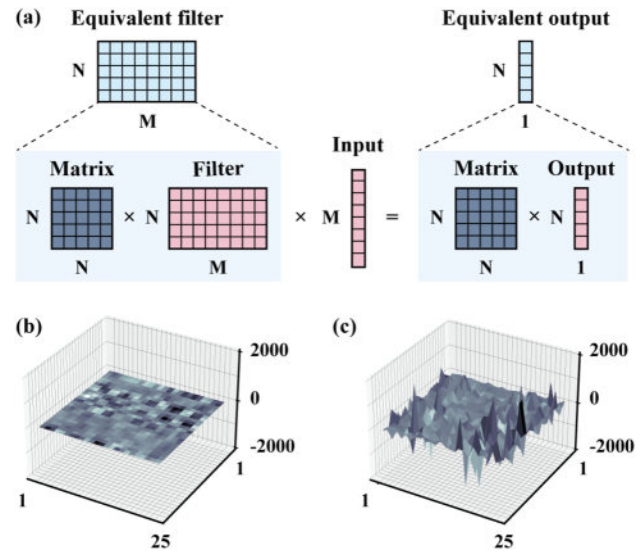 (a) Equivalent filter Equivalent output
N N
M 1
Input
Matrix Filter Matrix Output
N × N × M = N × N
N M N 1
(b) (c)
2000 2000
0 0
-2000 -2000
1 1 1 1
25 25